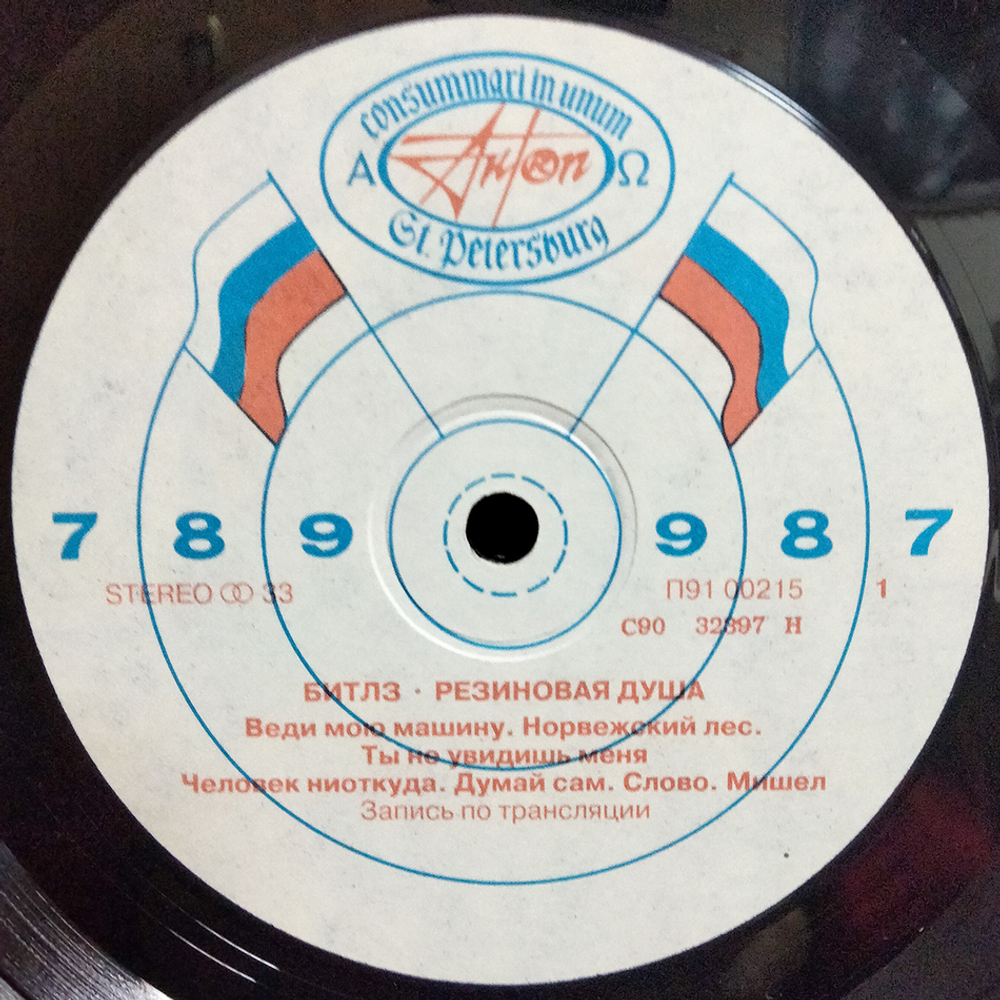 consummari in unum
Α АнТоп Ω
St. Petersburg
7 8 9 9 8 7
STEREO 33 П91 00215 1
С90 32397 Н
БИТЛЗ · РЕЗИНОВАЯ ДУША
Веди мою машину. Норвежский лес.
Ты не увидишь меня
Человек ниоткуда. Думай сам. Слово. Мишел
Запись по трансляции